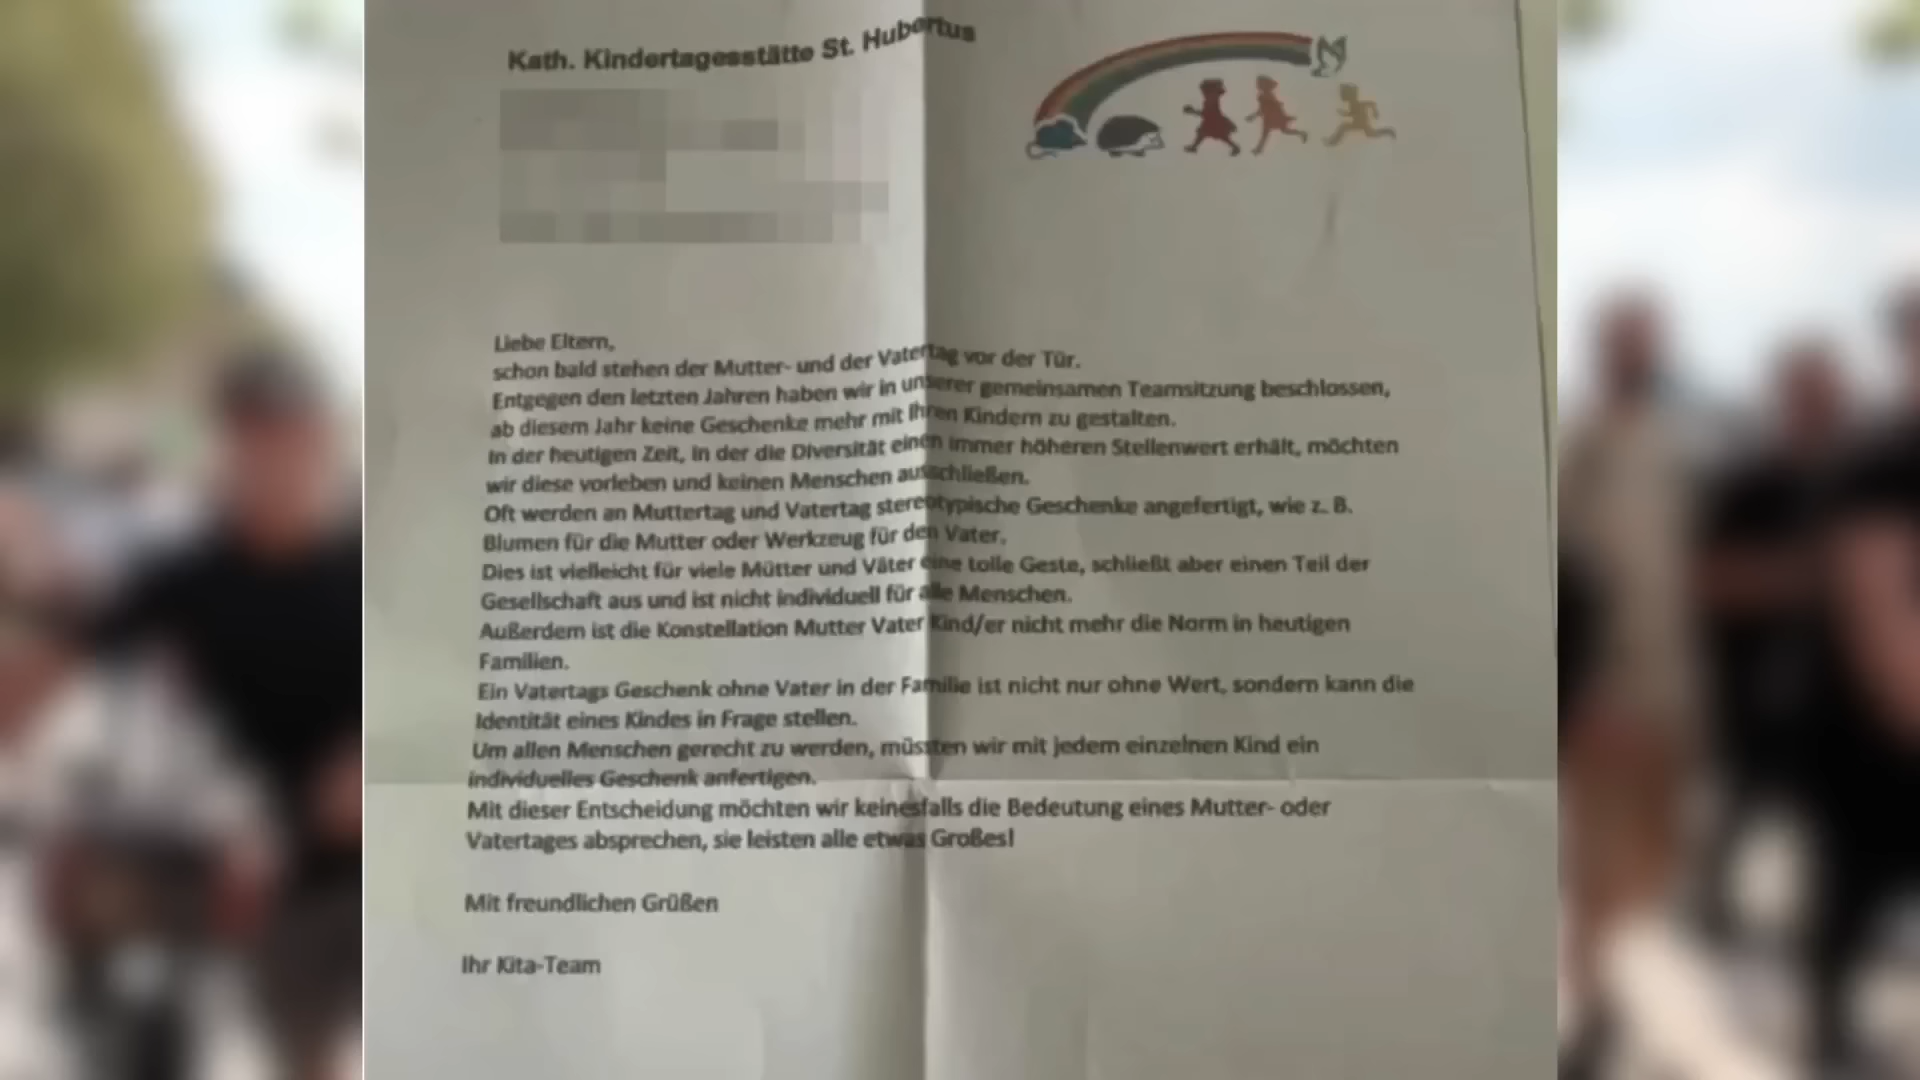 Kath. Kindertagesstätte St. Hubertus
Liebe Eltern,
schon bald stehen der Mutter- und der Vatertag vor der Tür.
Entgegen den letzten Jahren haben wir in unserer gemeinsamen Teamsitzung beschlossen,
ab diesem Jahr keine Geschenke mehr mit Ihren Kindern zu gestalten.
In der heutigen Zeit, in der die Diversität einen immer höheren Stellenwert erhält, möchten
wir diese vorleben und keinen Menschen ausschließen.
Oft werden an Muttertag und Vatertag stereotypische Geschenke angefertigt, wie z. B.
Blumen für die Mutter oder Werkzeug für den Vater.
Dies ist vielleicht für viele Mütter und Väter eine tolle Geste, schließt aber einen Teil der
Gesellschaft aus und ist nicht individuell für alle Menschen.
Außerdem ist die Konstellation Mutter Vater Kind/er nicht mehr die Norm in heutigen
Familien.
Ein Vatertags Geschenk ohne Vater in der Familie ist nicht nur ohne Wert, sondern kann die
Identität eines Kindes in Frage stellen.
Um allen Menschen gerecht zu werden, müssten wir mit jedem einzelnen Kind ein
individuelles Geschenk anfertigen.
Mit dieser Entscheidung möchten wir keinesfalls die Bedeutung eines Mutter- oder
Vatertages absprechen, sie leisten alle etwas Großes!
Mit freundlichen Grüßen
Ihr Kita-Team